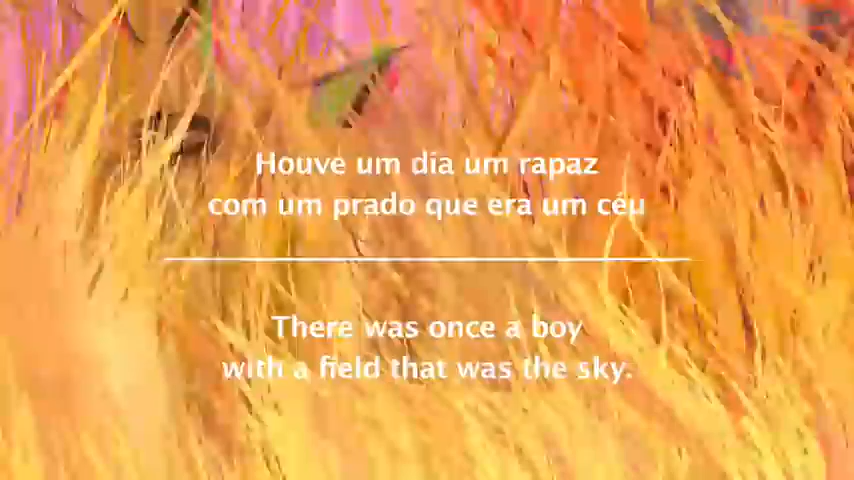 Houve um dia um rapaz
com um prado que era um céu
There was once a boy
with a field that was the sky.